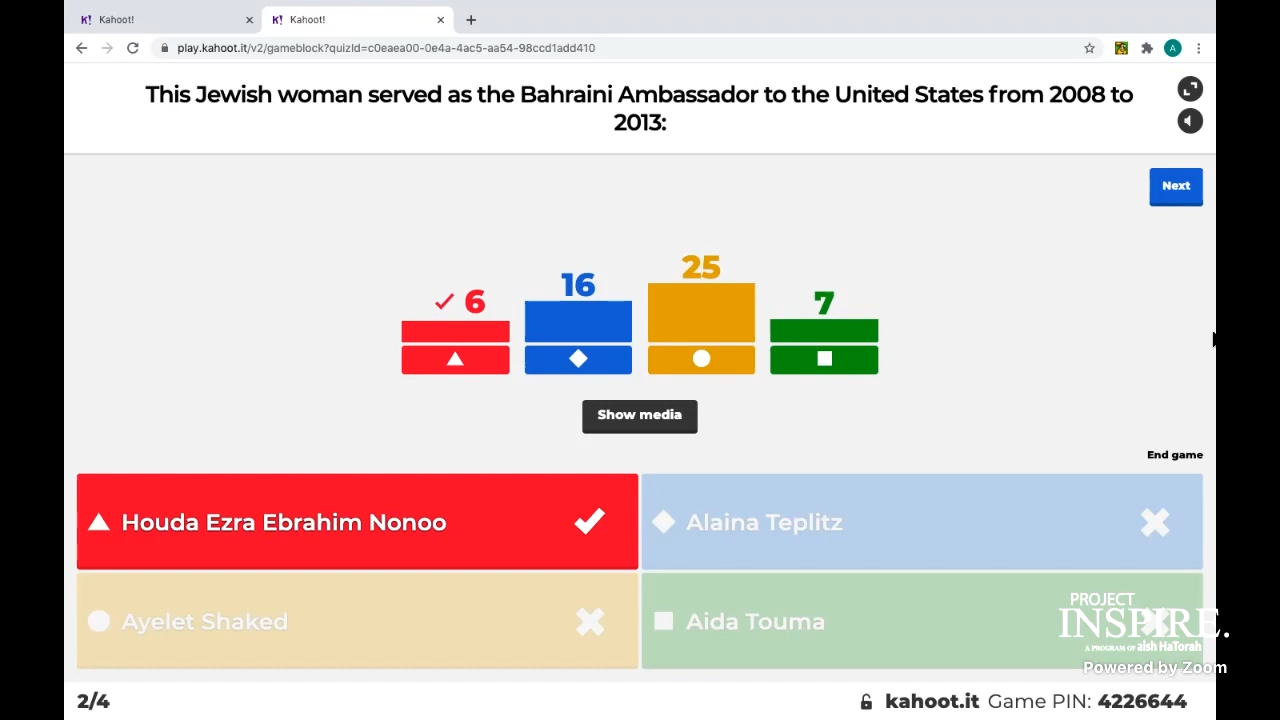 Kahoot!
Kahoot!
play.kahoot.it/v2/gameblock?quizId=c0eaea00-0e4a-4ac5-aa54-98ccd1add410
A
This Jewish woman served as the Bahraini Ambassador to the United States from 2008 to
2013:
Next
6
16
25
7
Show media
End game
Houda Ezra Ebrahim Nonoo
Alaina Teplitz
Ayelet Shaked
Aida Touma
PROJECT
INSPIRE.
A PROGRAM OF aish HaTorah
Powered by Zoom
2/4
kahoot.it Game PIN: 4226644